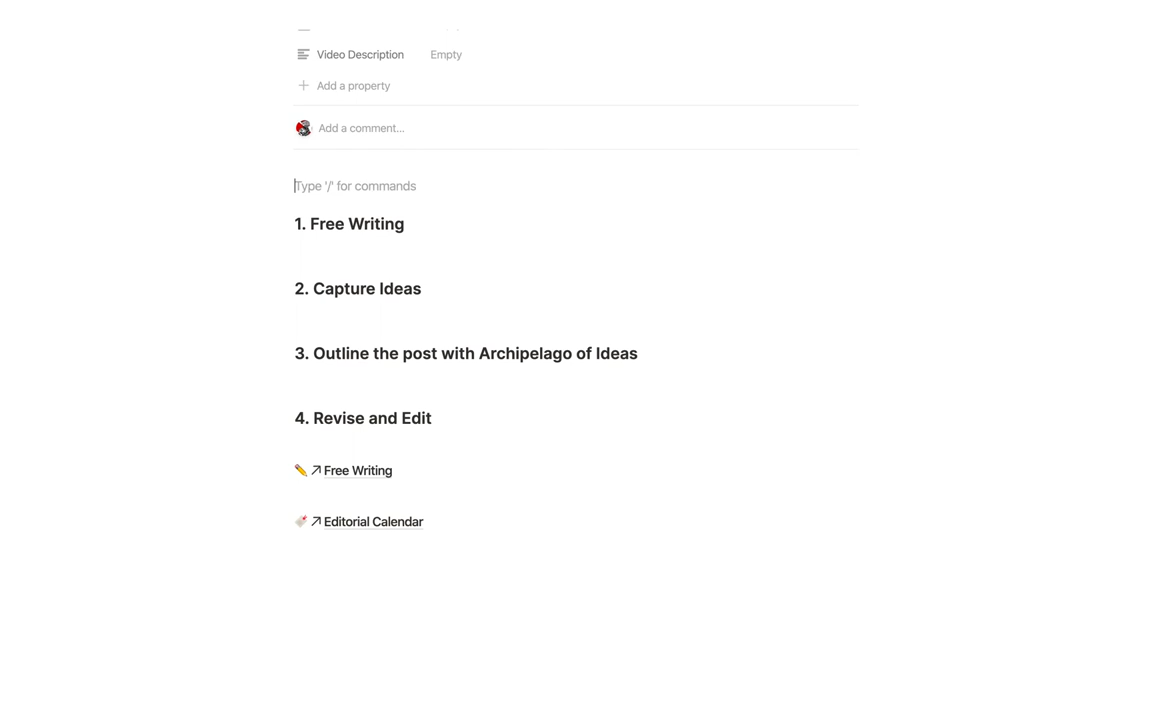 Video Description Empty
Add a property
Add a comment...
Type '/' for commands
1. Free Writing
2. Capture Ideas
3. Outline the post with Archipelago of Ideas
4. Revise and Edit
Free Writing
Editorial Calendar